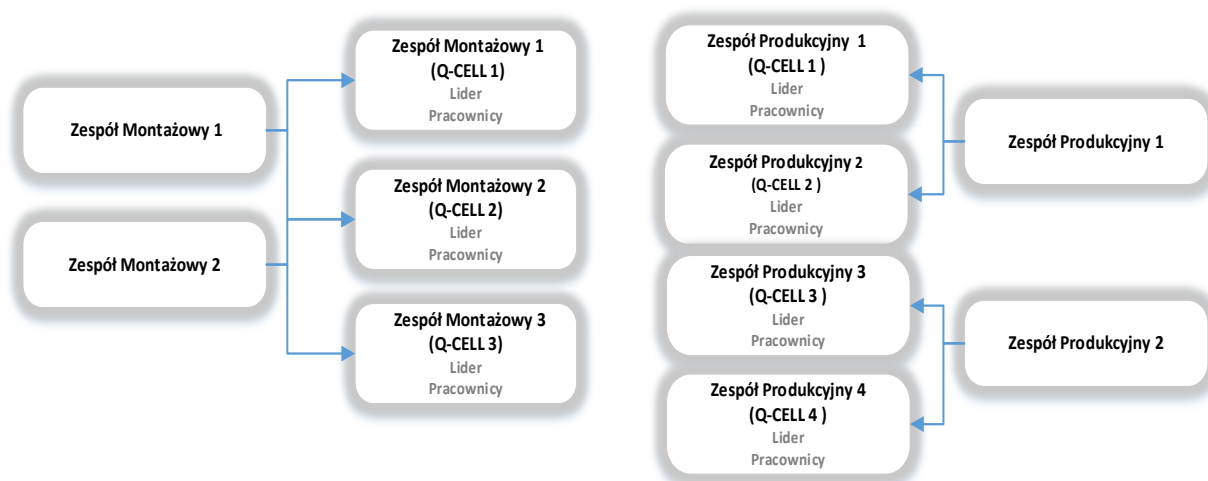 Zespół Montażowy 1
Zespół Montażowy 2
Zespół Montażowy 1
(Q-CELL 1)
Lider
Pracownicy
Zespół Montażowy 2
(Q-CELL 2)
Lider
Pracownicy
Zespół Montażowy 3
(Q-CELL 3)
Lider
Pracownicy
Zespół Produkcyjny 1
(Q-CELL 1 )
Lider
Pracownicy
Zespół Produkcyjny 2
(Q-CELL 2 )
Lider
Pracownicy
Zespół Produkcyjny 3
(Q-CELL 3 )
Lider
Pracownicy
Zespół Produkcyjny 4
(Q-CELL 4 )
Lider
Pracownicy
Zespół Produkcyjny 1
Zespół Produkcyjny 2